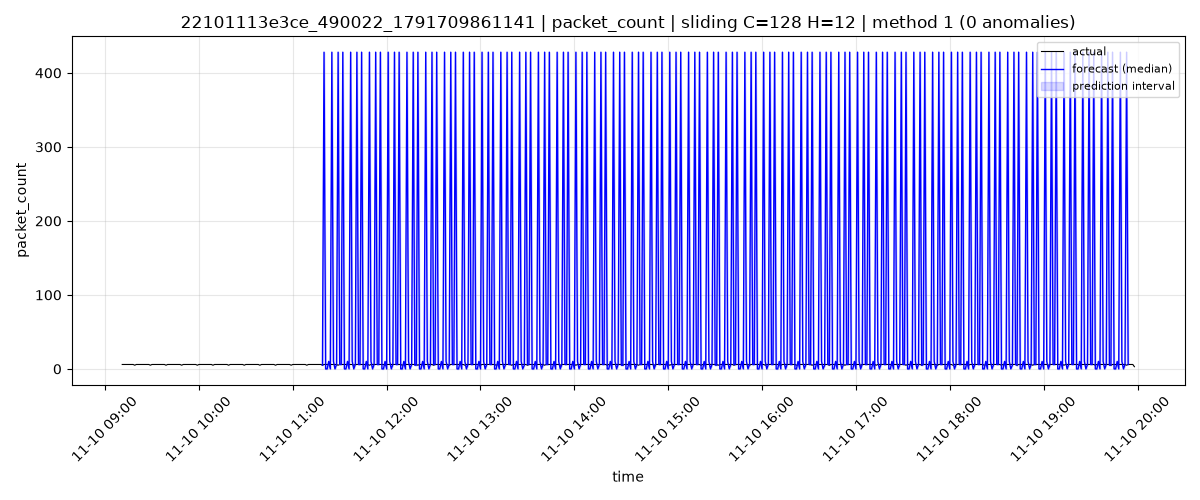 22101113e3ce_490022_1791709861141 | packet_count | sliding C=128 H=12 | method 1 (0 anomalies)
actual
forecast (median)
prediction interval
packet_count
400
300
200
100
0
11-10 09:00
11-10 10:00
11-10 11:00
11-10 12:00
11-10 13:00
11-10 14:00
11-10 15:00
11-10 16:00
11-10 17:00
11-10 18:00
11-10 19:00
11-10 20:00
time